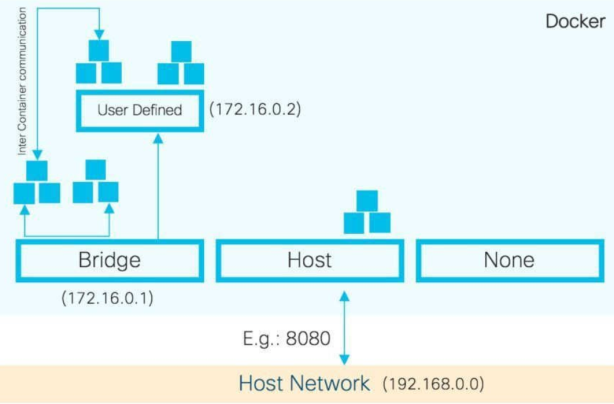 Docker
Inter Container communication
User Defined
(172.16.0.2)
Bridge
Host
None
(172.16.0.1)
E.g.: 8080
Host Network (192.168.0.0)